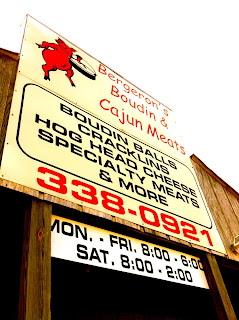 Bergeron's
Boudin &
Cajun Meats
BOUDIN BALLS
CRACKLINS
HOG HEAD CHEESE
SPECIALTY MEATS
& MORE
338-0921
MON. - FRI. 8:00 - 6:00
SAT. 8:00 - 2:00